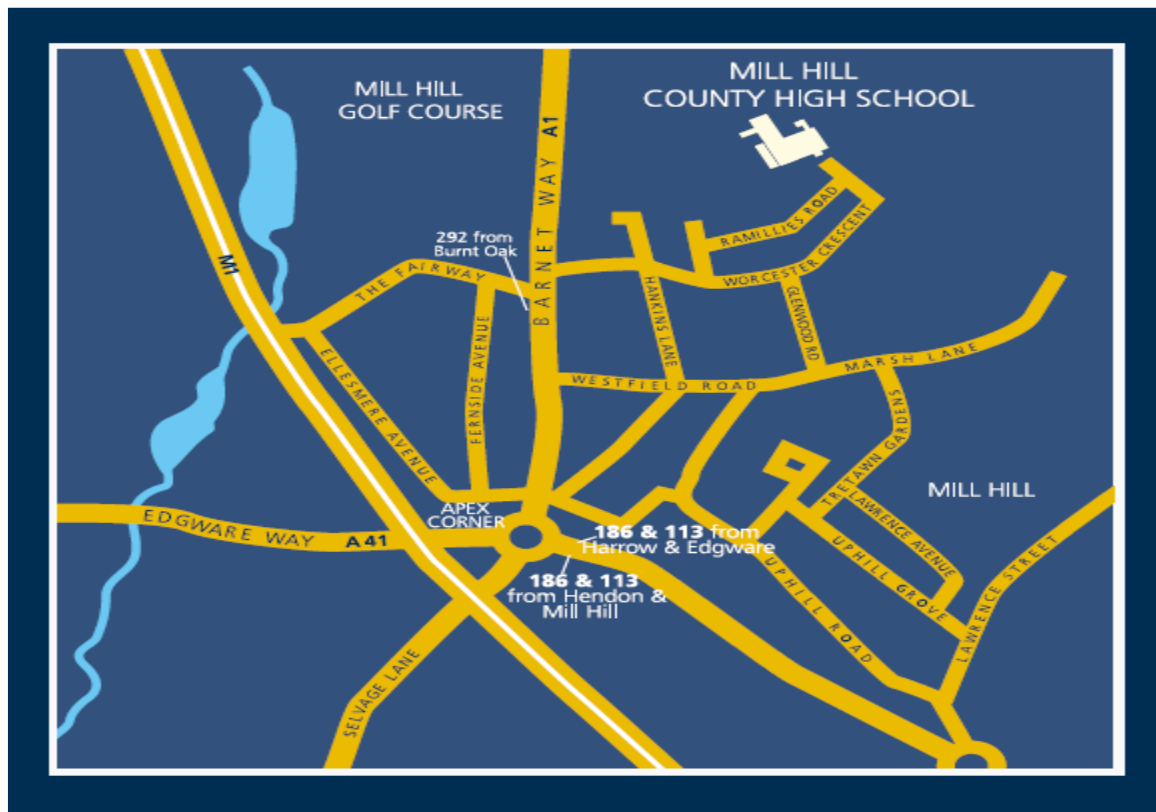 MILL HILL
GOLF COURSE
MILL HILL
COUNTY HIGH SCHOOL
BARNET WAY A1
RAMILLIES ROAD
WORCESTER CRESCENT
292 from
Burnt Oak
M1
THE FAIRWAY
HANKINS LANE
GLENWOOD RD
ELLESMERE AVENUE
FERNSIDE AVENUE
WESTFIELD ROAD
MARSH LANE
TRETAWN GARDENS
MILL HILL
LAWRENCE AVENUE
APEX
CORNER
EDGWARE WAY A41
186 & 113 from
Harrow & Edgware
186 & 113
from Hendon &
Mill Hill
UPHILL GROVE
UPHILL ROAD
LAWRENCE STREET
SELVAGE LANE